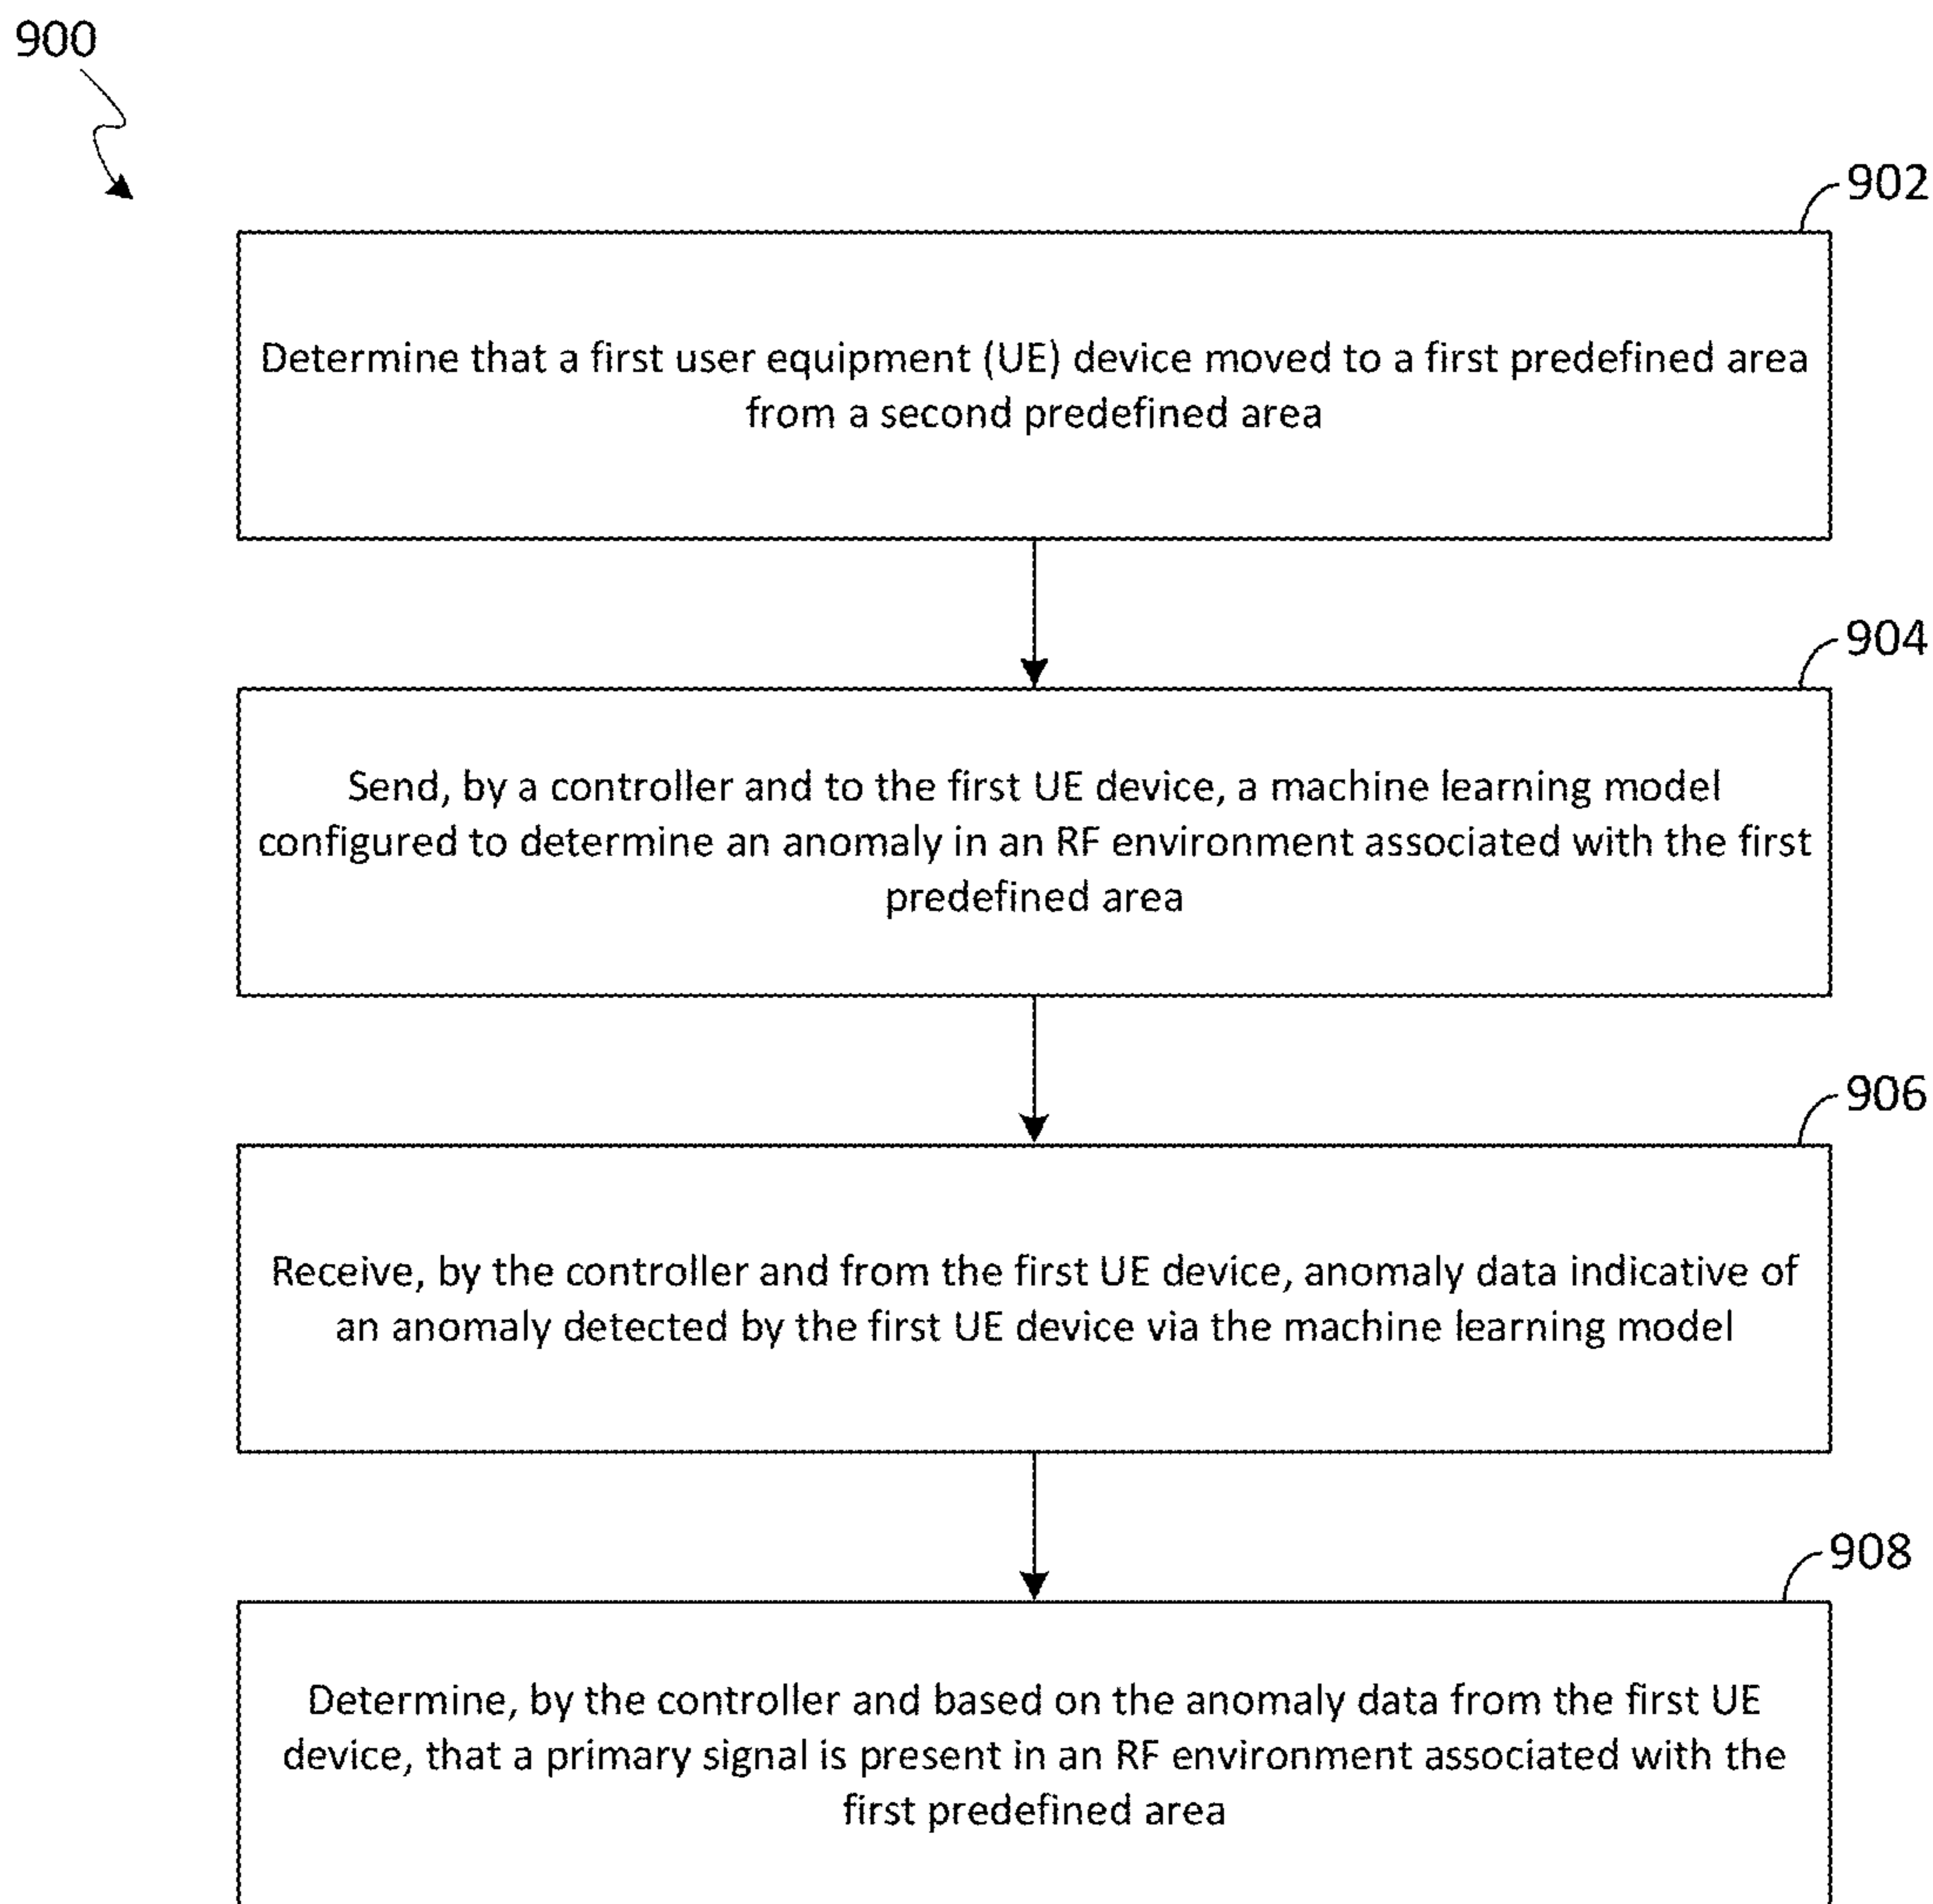 900
902
Determine that a first user equipment (UE) device moved to a first predefined area
from a second predefined area
904
Send, by a controller and to the first UE device, a machine learning model
configured to determine an anomaly in an RF environment associated with the first
predefined area
906
Receive, by the controller and from the first UE device, anomaly data indicative of
an anomaly detected by the first UE device via the machine learning model
908
Determine, by the controller and based on the anomaly data from the first UE
device, that a primary signal is present in an RF environment associated with the
first predefined area